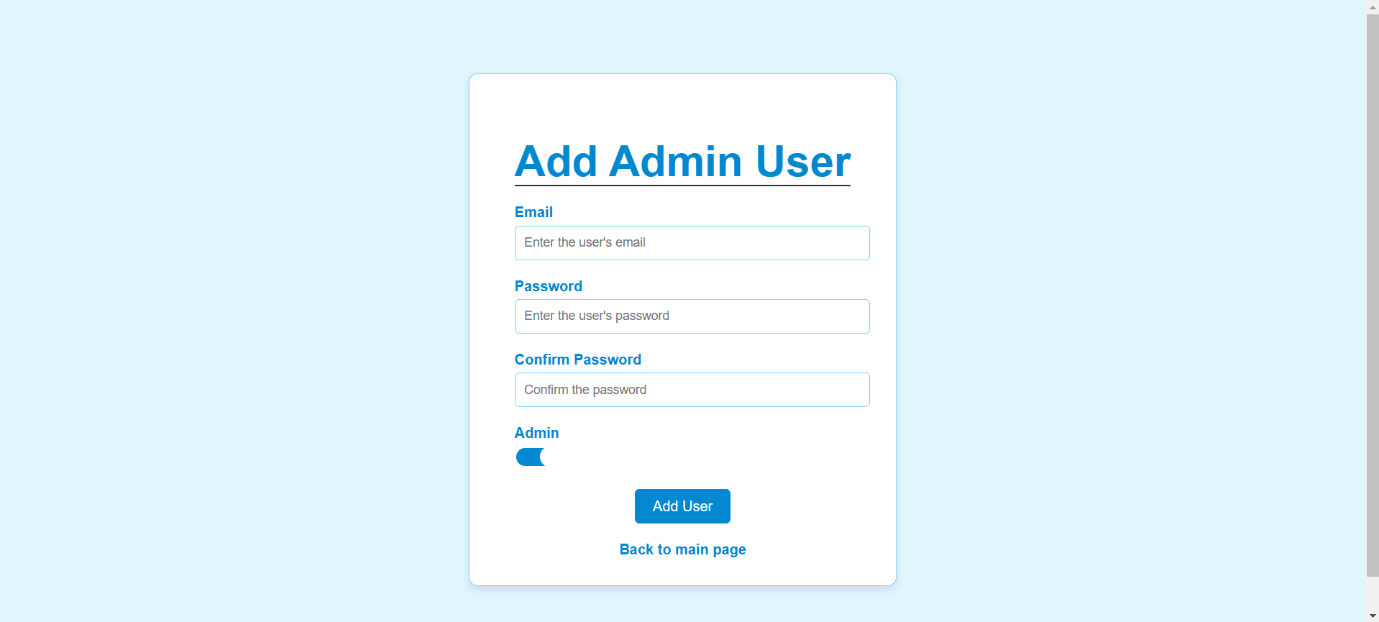 Add Admin User
Email
Enter the user's email
Password
Enter the user's password
Confirm Password
Confirm the password
Admin
Add User
Back to main page